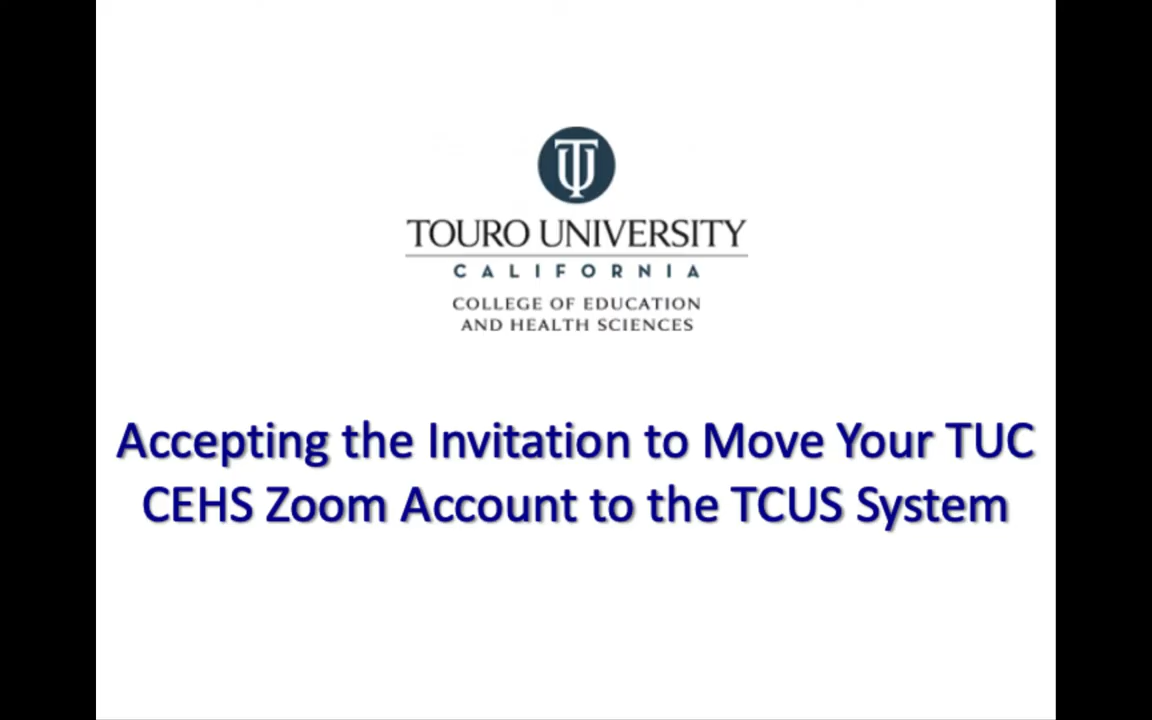 TU
TOURO UNIVERSITY
CALIFORNIA
COLLEGE OF EDUCATION
AND HEALTH SCIENCES
Accepting the Invitation to Move Your TUC
CEHS Zoom Account to the TCUS System